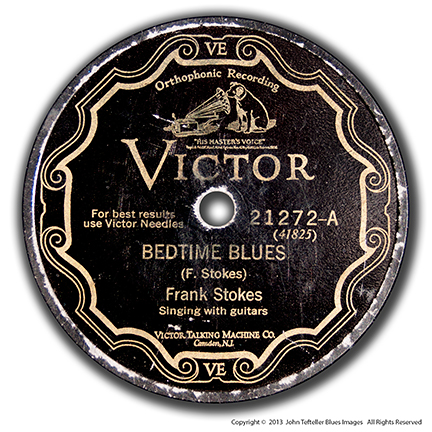 VE
Orthophonic Recording
"HIS MASTER'S VOICE"
VICTOR
For best results
use Victor Needles
21272-A
(41825)
BEDTIME BLUES
(F. Stokes)
Frank Stokes
Singing with guitars
VICTOR TALKING MACHINE CO.
Camden, N.J.
VE
Copyright © 2013 John Tefteller Blues Images All Rights Reserved